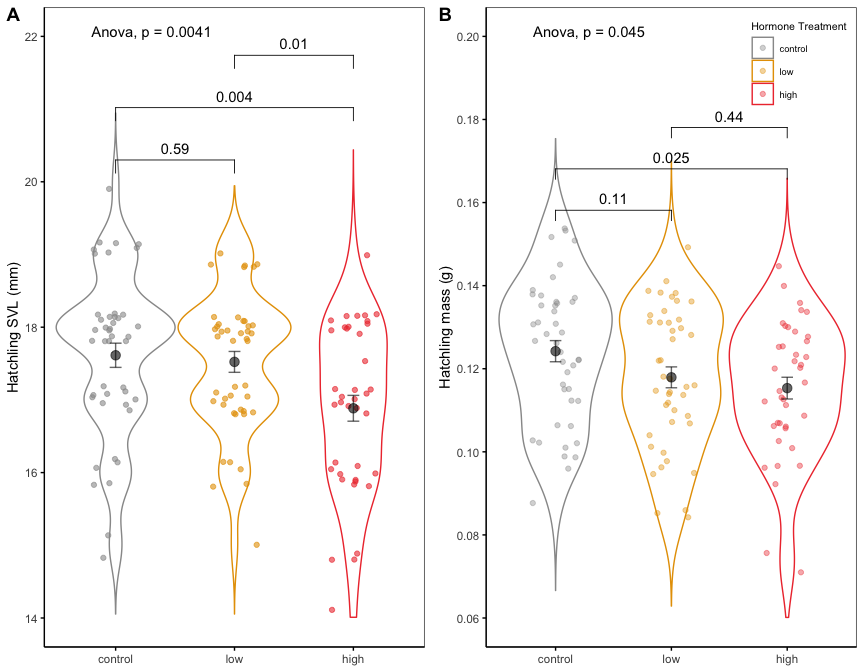 A
Anova, p = 0.0041
0.01
0.004
0.59
Hatchling SVL (mm)
22
20
18
16
14
control
low
high
B
Anova, p = 0.045
Hormone Treatment
control
low
high
0.44
0.025
0.11
Hatchling mass (g)
0.20
0.18
0.16
0.14
0.12
0.10
0.08
0.06
control
low
high